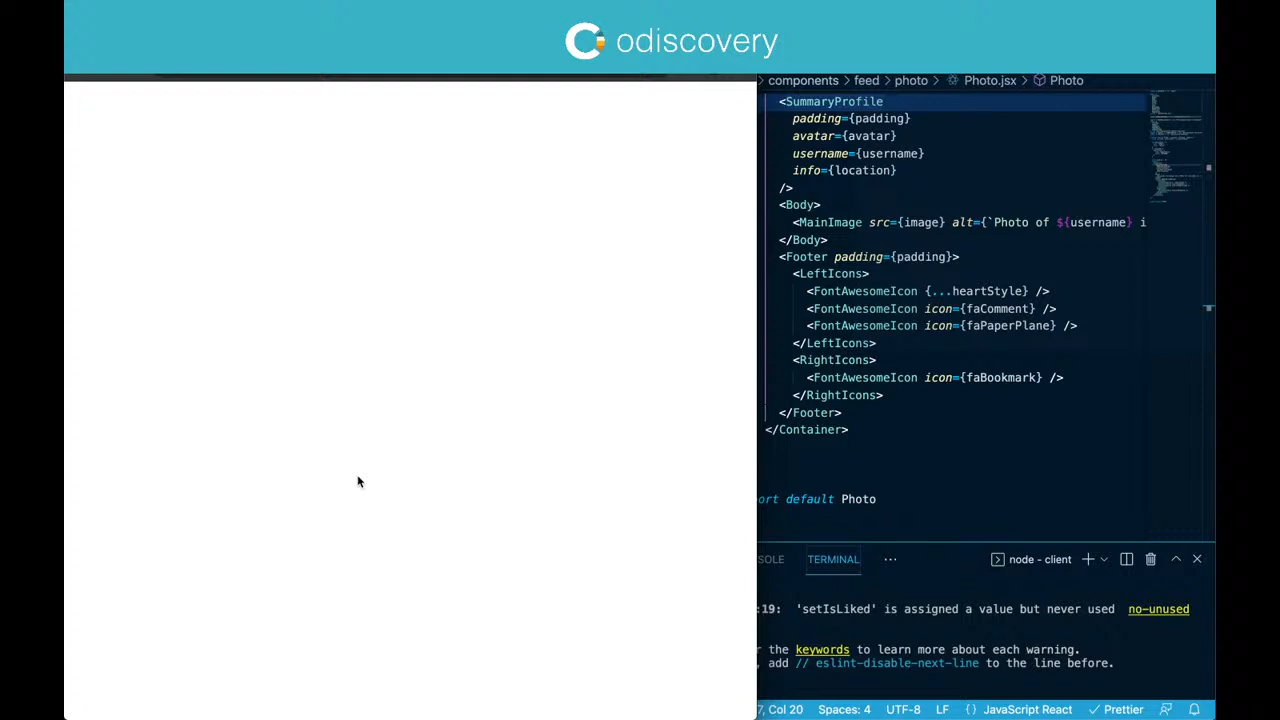 odiscovery
components > feed > photo > Photo.jsx > Photo
<SummaryProfile
padding={padding}
avatar={avatar}
username={username}
info={location}
/>
<Body>
<MainImage src={image} alt={`Photo of ${username} i
</Body>
<Footer padding={padding}>
<LeftIcons>
<FontAwesomeIcon {...heartStyle} />
<FontAwesomeIcon icon={faComment} />
<FontAwesomeIcon icon={faPaperPlane} />
</LeftIcons>
<RightIcons>
<FontAwesomeIcon icon={faBookmark} />
</RightIcons>
</Footer>
</Container>
ort default Photo
SOLE TERMINAL ··· node - client
:19: 'setIsLiked' is assigned a value but never used no-unused
r the keywords to learn more about each warning.
, add // eslint-disable-next-line to the line before.
7, Col 20 Spaces: 4 UTF-8 LF {} JavaScript React Prettier